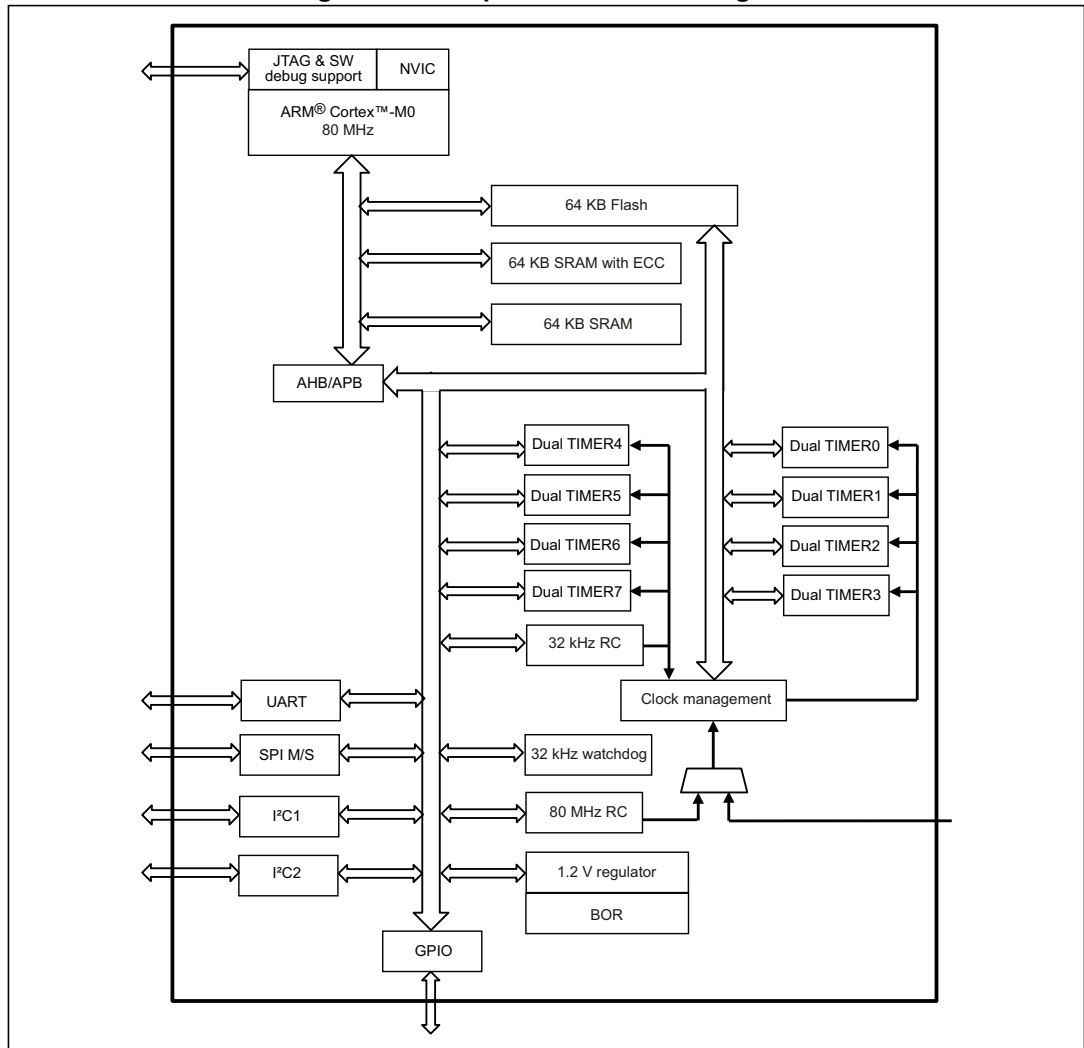 JTAG & SW
debug support
NVIC
ARM® Cortex™-M0
80 MHz
64 KB Flash
64 KB SRAM with ECC
64 KB SRAM
AHB/APB
Dual TIMER4
Dual TIMER0
Dual TIMER5
Dual TIMER1
Dual TIMER6
Dual TIMER2
Dual TIMER7
Dual TIMER3
32 kHz RC
UART
Clock management
SPI M/S
32 kHz watchdog
I²C1
80 MHz RC
I²C2
1.2 V regulator
BOR
GPIO